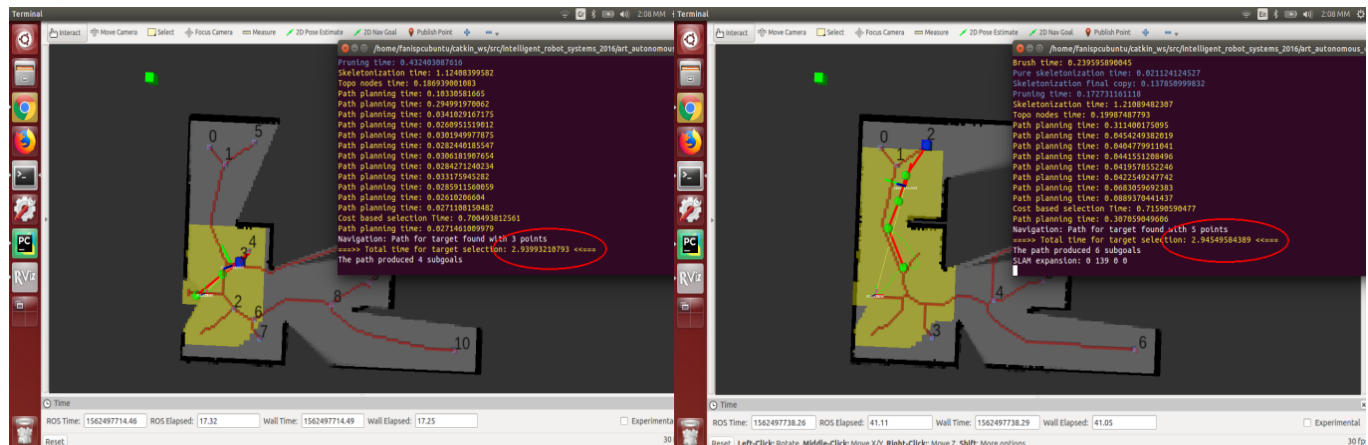 Terminal
2:08 MM
Interact Move Camera Select Focus Camera Measure 2D Pose Estimate 2D Nav Goal Publish Point
/home/fanispcubuntu/catkin_ws/src/intelligent_robot_systems_2016/art_autonomous
Pruning time: 0.432403087616
Skeletonization time: 1.12408399582
Topo nodes time: 0.186939001083
Path planning time: 0.10330581665
Path planning time: 0.294991970062
Path planning time: 0.0341029167175
Path planning time: 0.0260951519012
Path planning time: 0.0301949977875
Path planning time: 0.0282440185547
Path planning time: 0.0306181907654
Path planning time: 0.0284271240234
Path planning time: 0.033175945282
Path planning time: 0.0285911560059
Path planning time: 0.02610206604
Path planning time: 0.0271108150482
Cost based selection Time: 0.700493812561
Path planning time: 0.0271461009979
Navigation: Path for target found with 3 points
====>> Total time for target selection: 2.93993210793 <<===
The path produced 4 subgoals
0
5
1
4
3
2
6
7
8
10
PC
RViz
Time
ROS Time: 1562497714.46 ROS Elapsed: 17.32 Wall Time: 1562497714.49 Wall Elapsed: 17.25 Experimental
Reset
30
Terminal
En
2:08 MM
Interact Move Camera Select Focus Camera Measure 2D Pose Estimate 2D Nav Goal Publish Point
/home/fanispcubuntu/catkin_ws/src/intelligent_robot_systems_2016/art_autonomous_
Brush time: 0.239595890045
Pure skeletonization time: 0.021124124527
Skeletonization final copy: 0.137850999832
Pruning time: 0.172731161118
Skeletonization time: 1.21089482307
Topo nodes time: 0.19987487793
Path planning time: 0.311400175095
Path planning time: 0.0454249382019
Path planning time: 0.0404779911041
Path planning time: 0.0441551208496
Path planning time: 0.0419578552246
Path planning time: 0.0422549247742
Path planning time: 0.0683059692383
Path planning time: 0.0889370441437
Cost based selection Time: 0.71590590477
Path planning time: 0.307059049606
Navigation: Path for target found with 5 points
====>> Total time for target selection: 2.94549584389 <<===
The path produced 6 subgoals
SLAM expansion: 0 139 0 0
0
2
1
4
3
6
PC
RViz
Time
ROS Time: 1562497738.26 ROS Elapsed: 41.11 Wall Time: 1562497738.29 Wall Elapsed: 41.05 Experimental
Reset Left-Click: Rotate. Middle-Click: Move X/Y. Right-Click: Move Z. Shift: More options.
30 fps